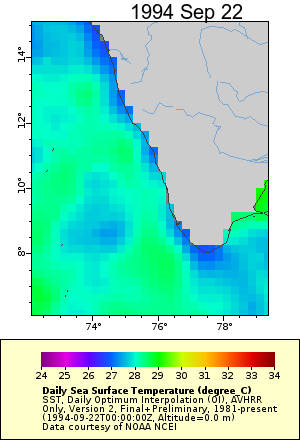 1994 Sep 22
14°
12°
10°
8°
74° 76° 78°
24 25 26 27 28 29 30 31 32 33 34
Daily Sea Surface Temperature (degree_C)
SST, Daily Optimum Interpolation (OI), AVHRR
Only, Version 2, Final+Preliminary, 1981-present
(1994-09-22T00:00:00Z, Altitude=0.0 m)
Data courtesy of NOAA NCEI